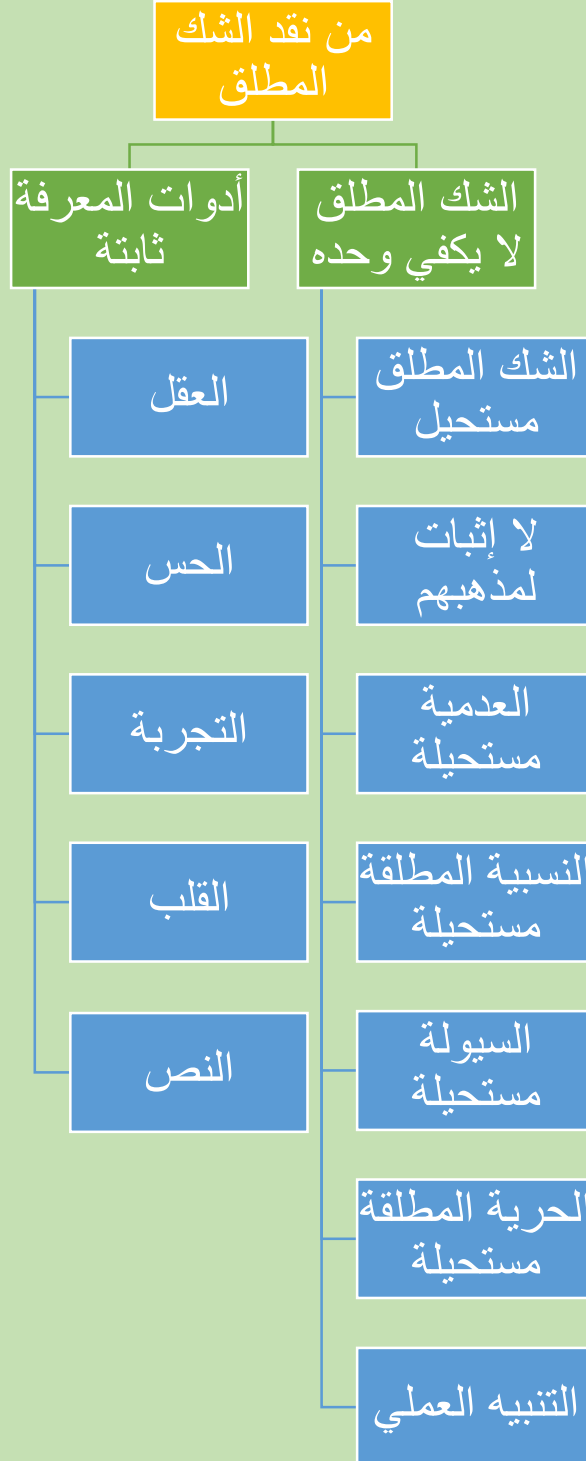 من نقد الشك
المطلق
الشك المطلق
لا يكفي وحده
الشك المطلق
مستحيل
لا إثبات
لمذهبهم
العدمية
مستحيلة
النسبية المطلقة
مستحيلة
السيولة
مستحيلة
الحرية المطلقة
مستحيلة
التنبيه العملي
أدوات المعرفة
ثابتة
العقل
الحس
التجربة
القلب
النص